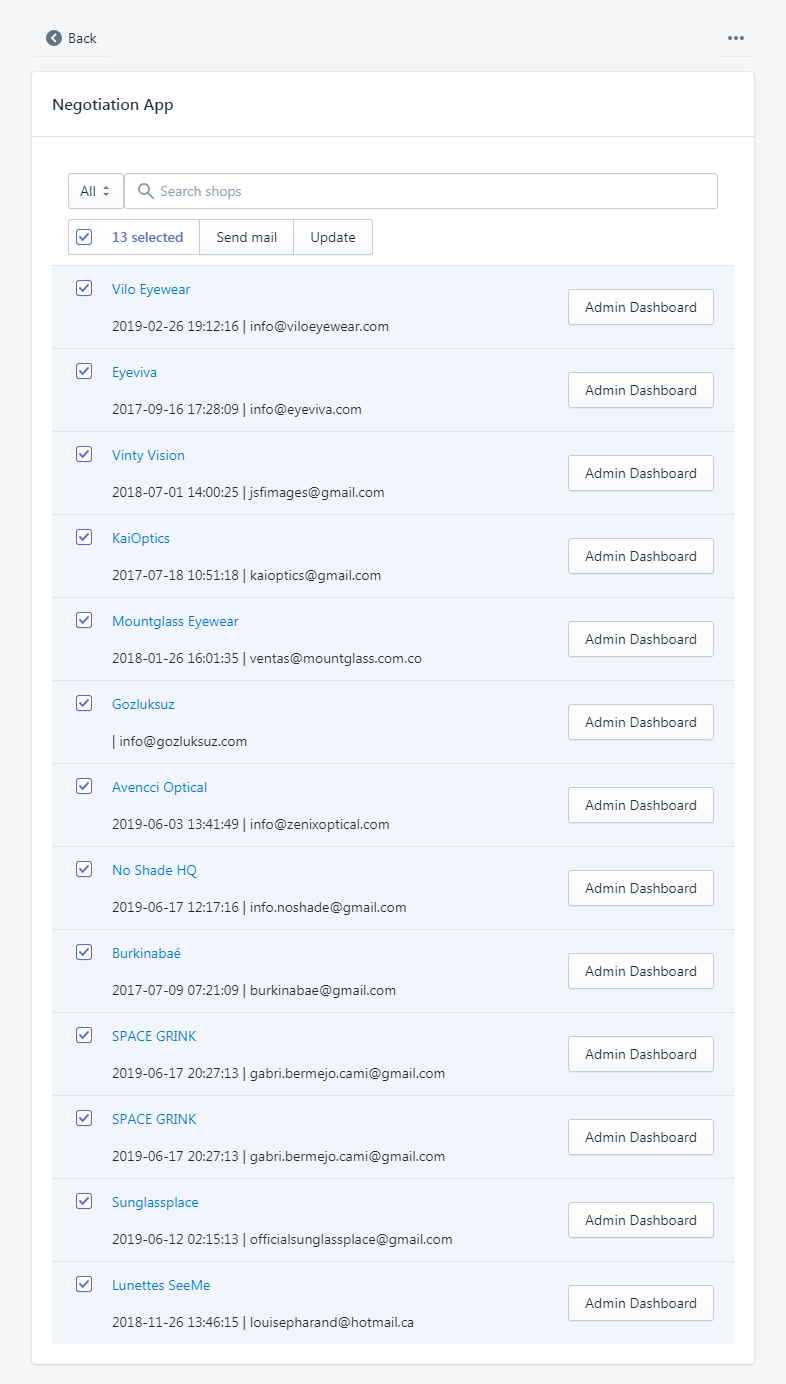 Back
Negotiation App
All Search shops
13 selected Send mail Update
Vilo Eyewear
Admin Dashboard
2019-02-26 19:12:16 | info@viloeyewear.com
Eyeviva
Admin Dashboard
2017-09-16 17:28:09 | info@eyeviva.com
Vinty Vision
Admin Dashboard
2018-07-01 14:00:25 | jsfimages@gmail.com
KaiOptics
Admin Dashboard
2017-07-18 10:51:18 | kaioptics@gmail.com
Mountglass Eyewear
Admin Dashboard
2018-01-26 16:01:35 | ventas@mountglass.com.co
Gozluksuz
Admin Dashboard
| info@gozluksuz.com
Avencci Optical
Admin Dashboard
2019-06-03 13:41:49 | info@zenixoptical.com
No Shade HQ
Admin Dashboard
2019-06-17 12:17:16 | info.noshade@gmail.com
Burkinabaé
Admin Dashboard
2017-07-09 07:21:09 | burkinabae@gmail.com
SPACE GRINK
Admin Dashboard
2019-06-17 20:27:13 | gabri.bermejo.cami@gmail.com
SPACE GRINK
Admin Dashboard
2019-06-17 20:27:13 | gabri.bermejo.cami@gmail.com
Sunglassplace
Admin Dashboard
2019-06-12 02:15:13 | officialsunglassplace@gmail.com
Lunettes SeeMe
Admin Dashboard
2018-11-26 13:46:15 | louisepharand@hotmail.ca